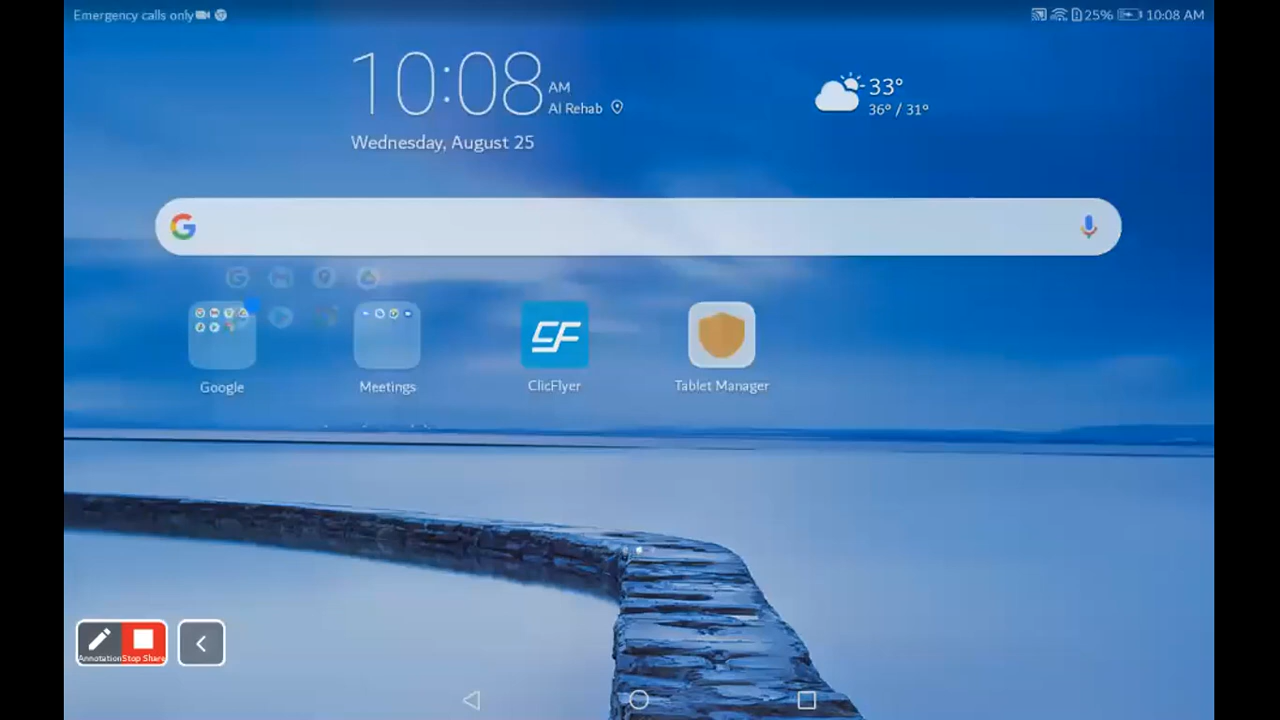 Emergency calls only
25% 10:08 AM
10:08 AM
Al Rehab
Wednesday, August 25
33°
36° / 31°
Google
Meetings
CF
ClicFlyer
Tablet Manager
Annotation Stop Share